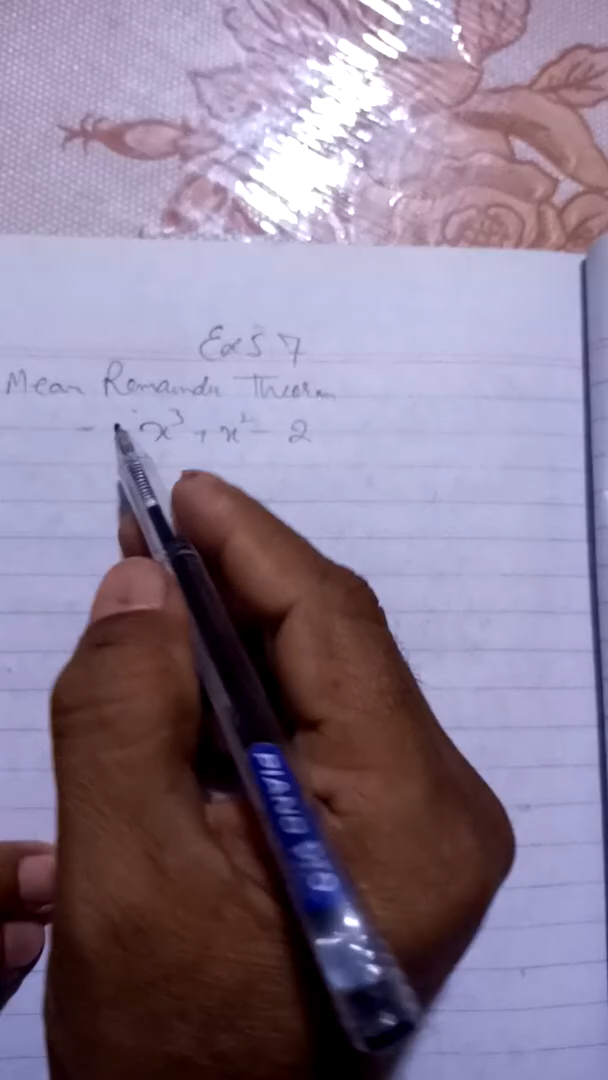 Ex 5 7
Mean Remainder Theorem
- x³ + x² - 2
PIANO